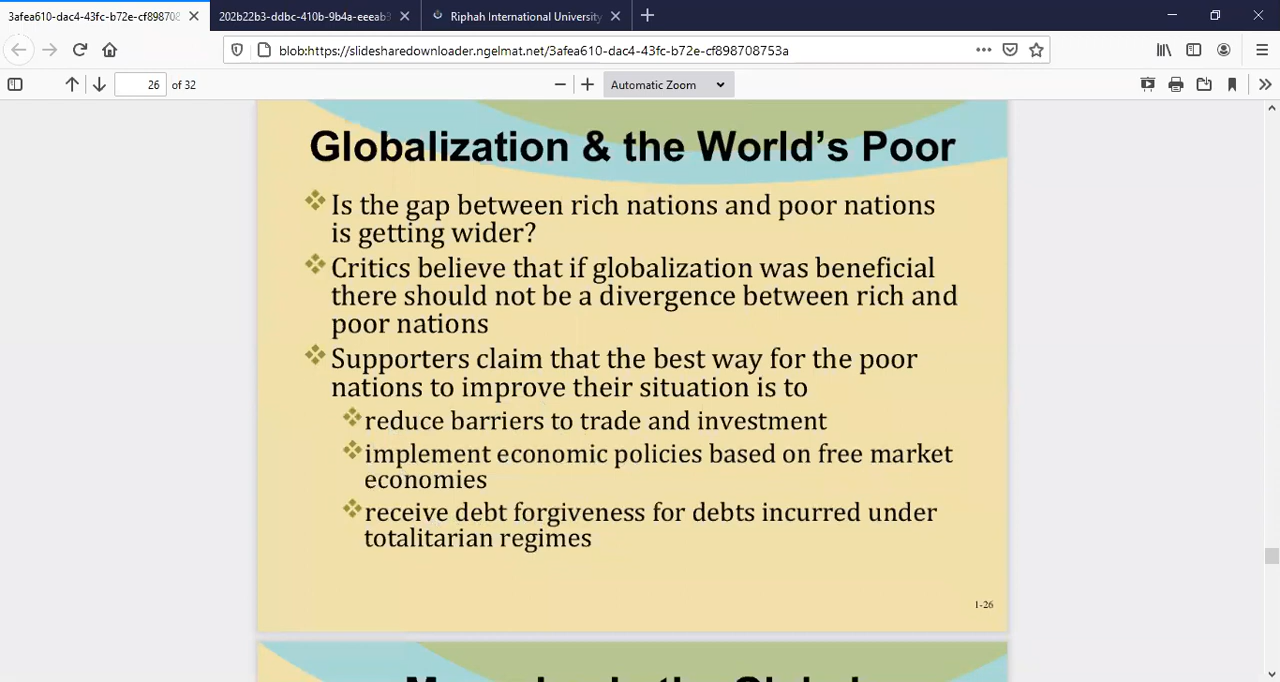 3afea610-dac4-43fc-b72e-cf898708
202b22b3-ddbc-410b-9b4a-eeeab3
Riphah International University
blob:https://slidesharedownloader.ngelmat.net/3afea610-dac4-43fc-b72e-cf898708753a
26 of 32
Automatic Zoom
Globalization & the World's Poor
Is the gap between rich nations and poor nations
is getting wider?
Critics believe that if globalization was beneficial
there should not be a divergence between rich and
poor nations
Supporters claim that the best way for the poor
nations to improve their situation is to
reduce barriers to trade and investment
implement economic policies based on free market
economies
receive debt forgiveness for debts incurred under
totalitarian regimes
1-26